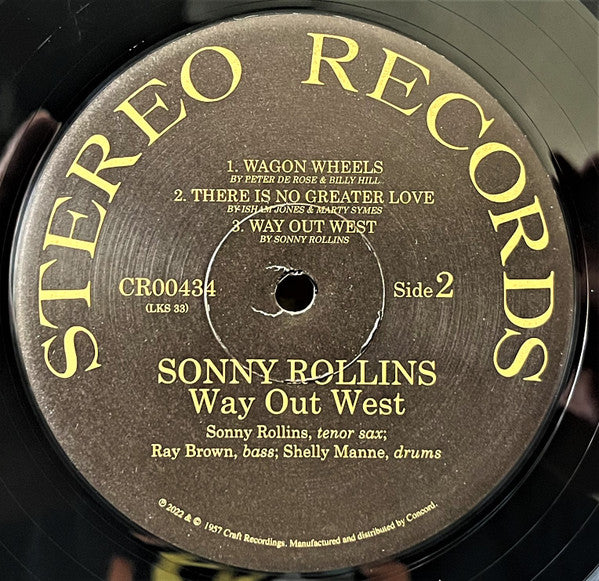 STEREO RECORDS
1. WAGON WHEELS
BY PETER DE ROSE & BILLY HILL
2. THERE IS NO GREATER LOVE
BY ISHAM JONES & MARTY SYMES
3. WAY OUT WEST
BY SONNY ROLLINS
CR00434
(LKS 33)
Side 2
SONNY ROLLINS
Way Out West
Sonny Rollins, tenor sax;
Ray Brown, bass; Shelly Manne, drums
℗ 2022 & © 1957 Craft Recordings. Manufactured and distributed by Concord.